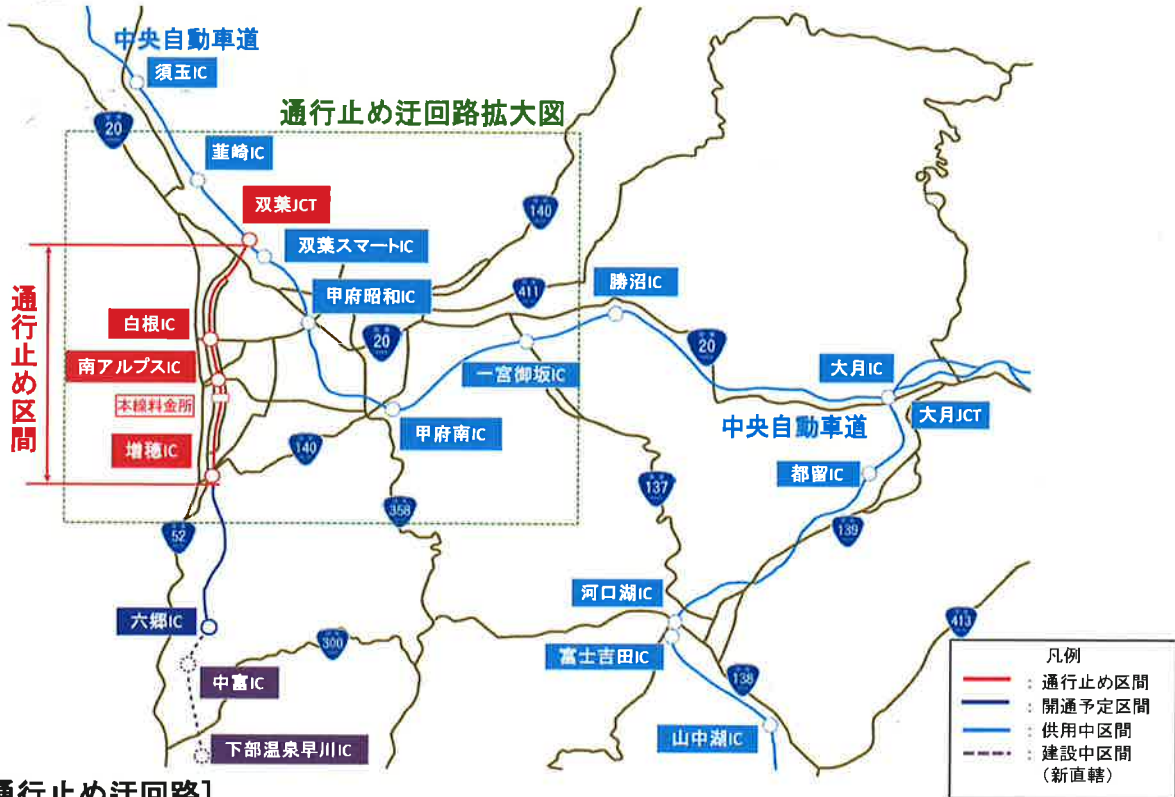 中央自動車道
須玉IC
通行止め迂回路拡大図
20
韮崎IC
双葉JCT
140
双葉スマートIC
勝沼IC
411
甲府昭和IC
通行止め区間
白根IC
20
20
南アルプスIC
一宮御坂IC
大月IC
本線料金所
大月JCT
甲府南IC
中央自動車道
増穂IC
140
都留IC
137
358
52
139
河口湖IC
六郷IC
413
300
富士吉田IC
中富IC
138
山中湖IC
下部温泉早川IC
凡例
：通行止め区間
：開通予定区間
：供用中区間
：建設中区間
（新直轄）
通行止め迂回路]